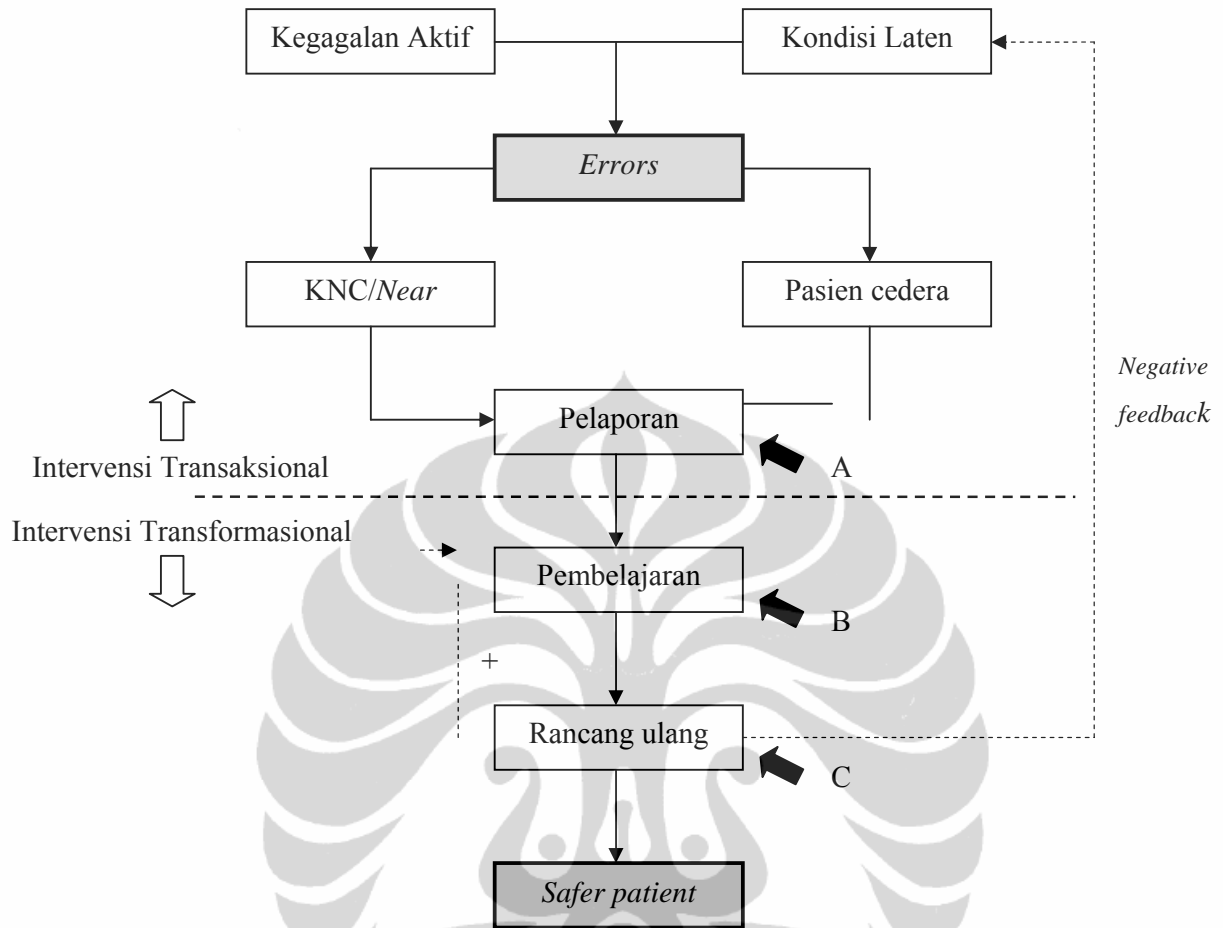 Kegagalan Aktif
Kondisi Laten
Errors
KNC/Near
Pasien cedera
Negative
feedback
Pelaporan
A
Intervensi Transaksional
Intervensi Transformasional
Pembelajaran
B
+
Rancang ulang
C
Safer patient